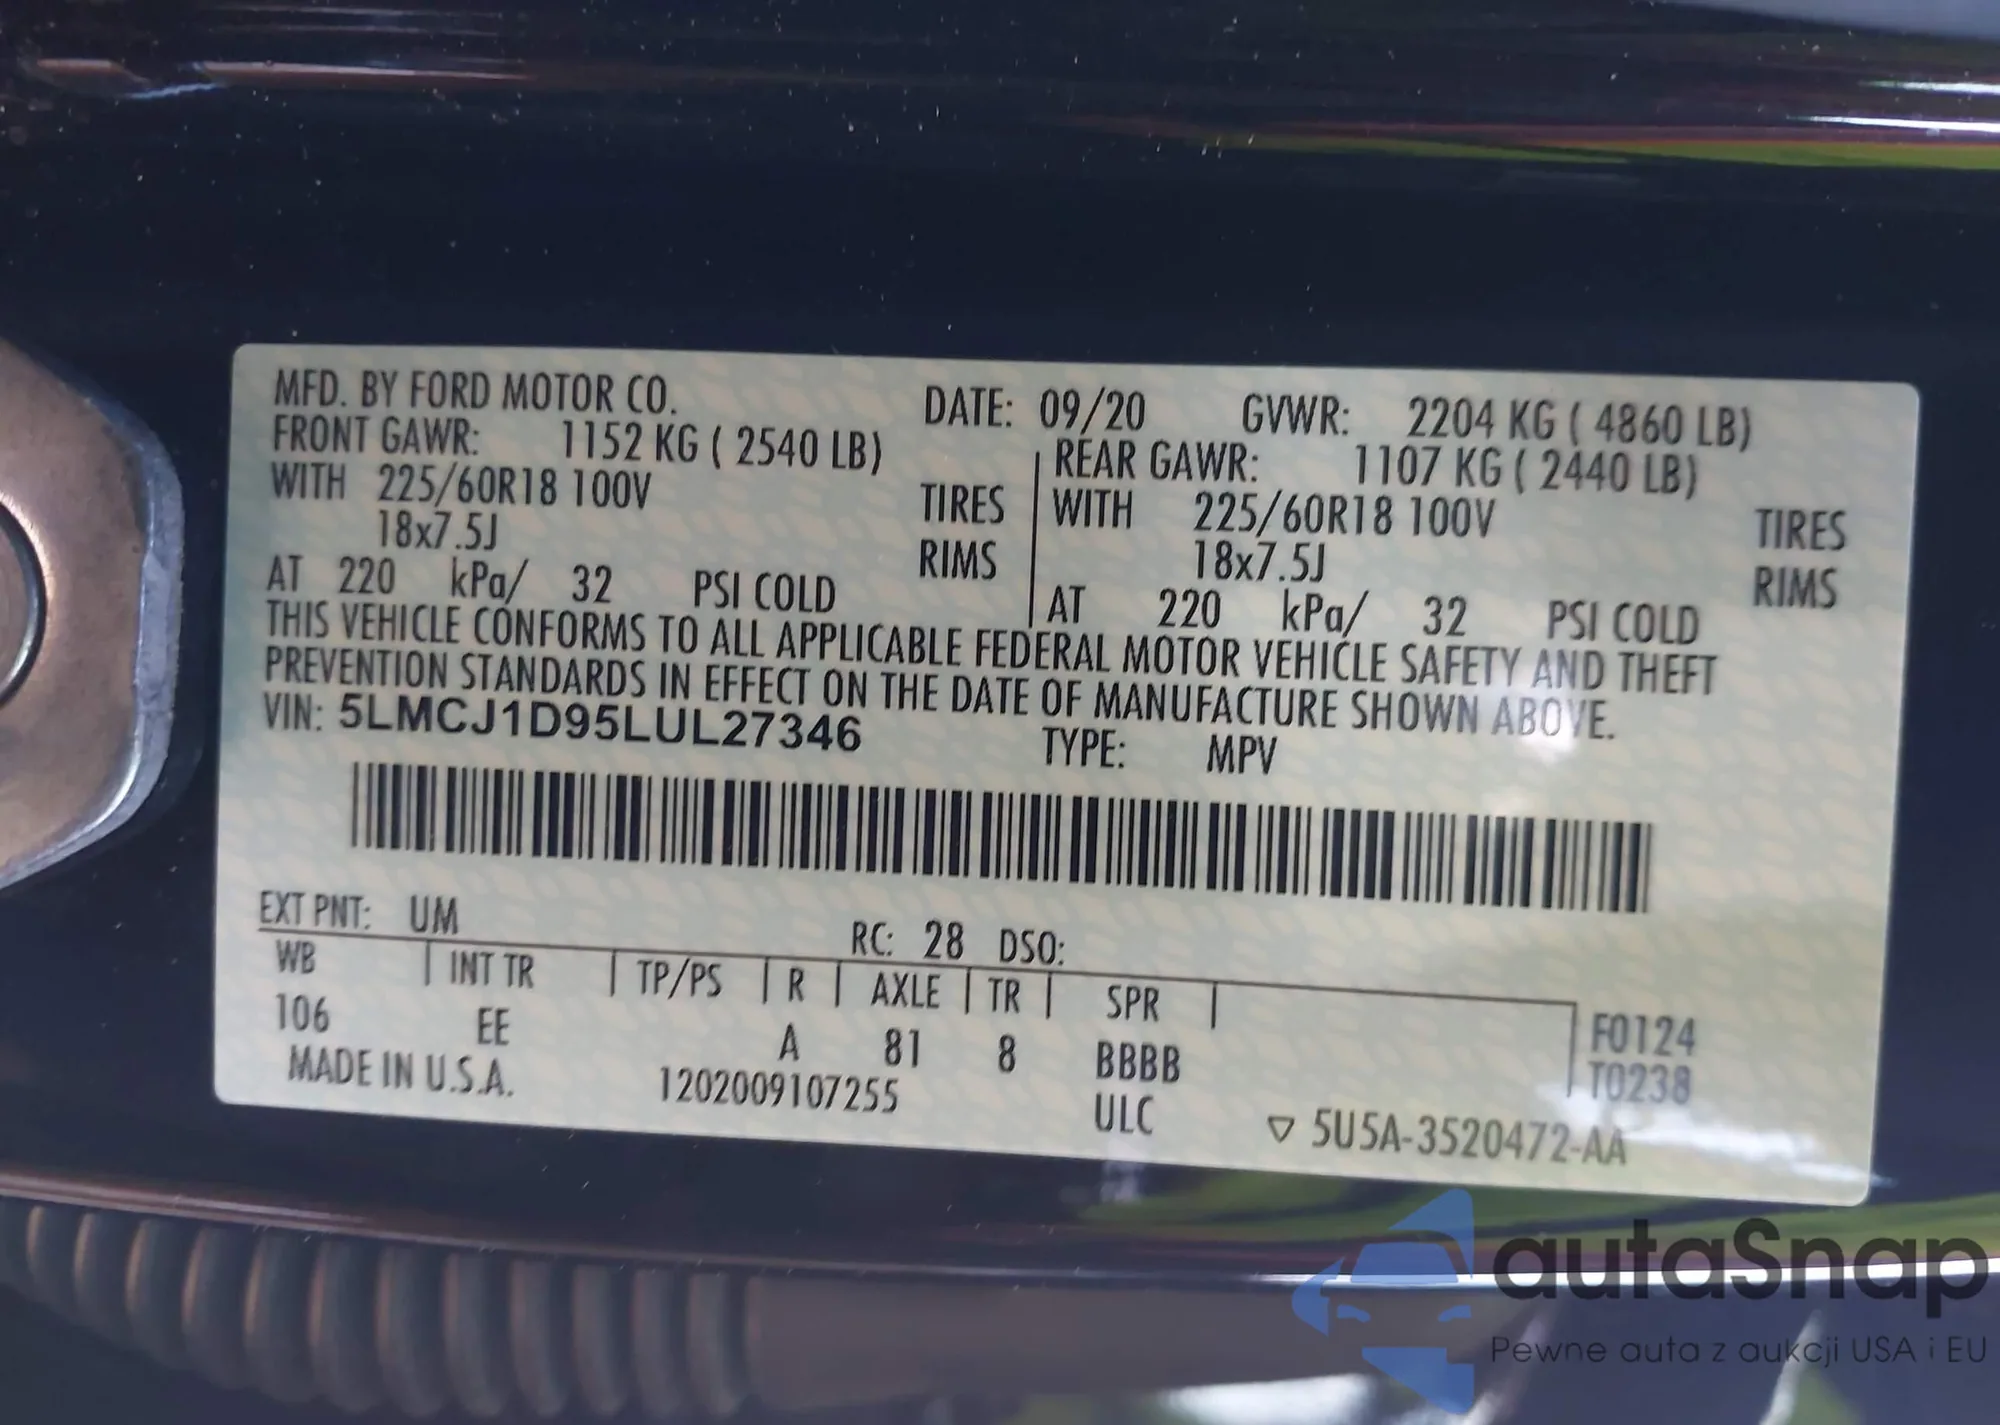 MFD. BY FORD MOTOR CO. DATE: 09/20 GVWR: 2204 KG ( 4860 LB)
FRONT GAWR: 1152 KG ( 2540 LB) REAR GAWR: 1107 KG ( 2440 LB)
WITH 225/60R18 100V TIRES WITH 225/60R18 100V TIRES
18x7.5J RIMS 18x7.5J RIMS
AT 220 kPa/ 32 PSI COLD AT 220 kPa/ 32 PSI COLD
THIS VEHICLE CONFORMS TO ALL APPLICABLE FEDERAL MOTOR VEHICLE SAFETY AND THEFT
PREVENTION STANDARDS IN EFFECT ON THE DATE OF MANUFACTURE SHOWN ABOVE.
VIN: 5LMCJ1D95LUL27346 TYPE: MPV
EXT PNT: UM RC: 28 DSO:
WB INT TR TP/PS R AXLE TR SPR
106 EE A 81 8 BBBB F0124
T0238
MADE IN U.S.A. 1202009107255 ULC ▽ 5U5A-3520472-AA
autaSnap
Pewne auta z aukcji USA i EU